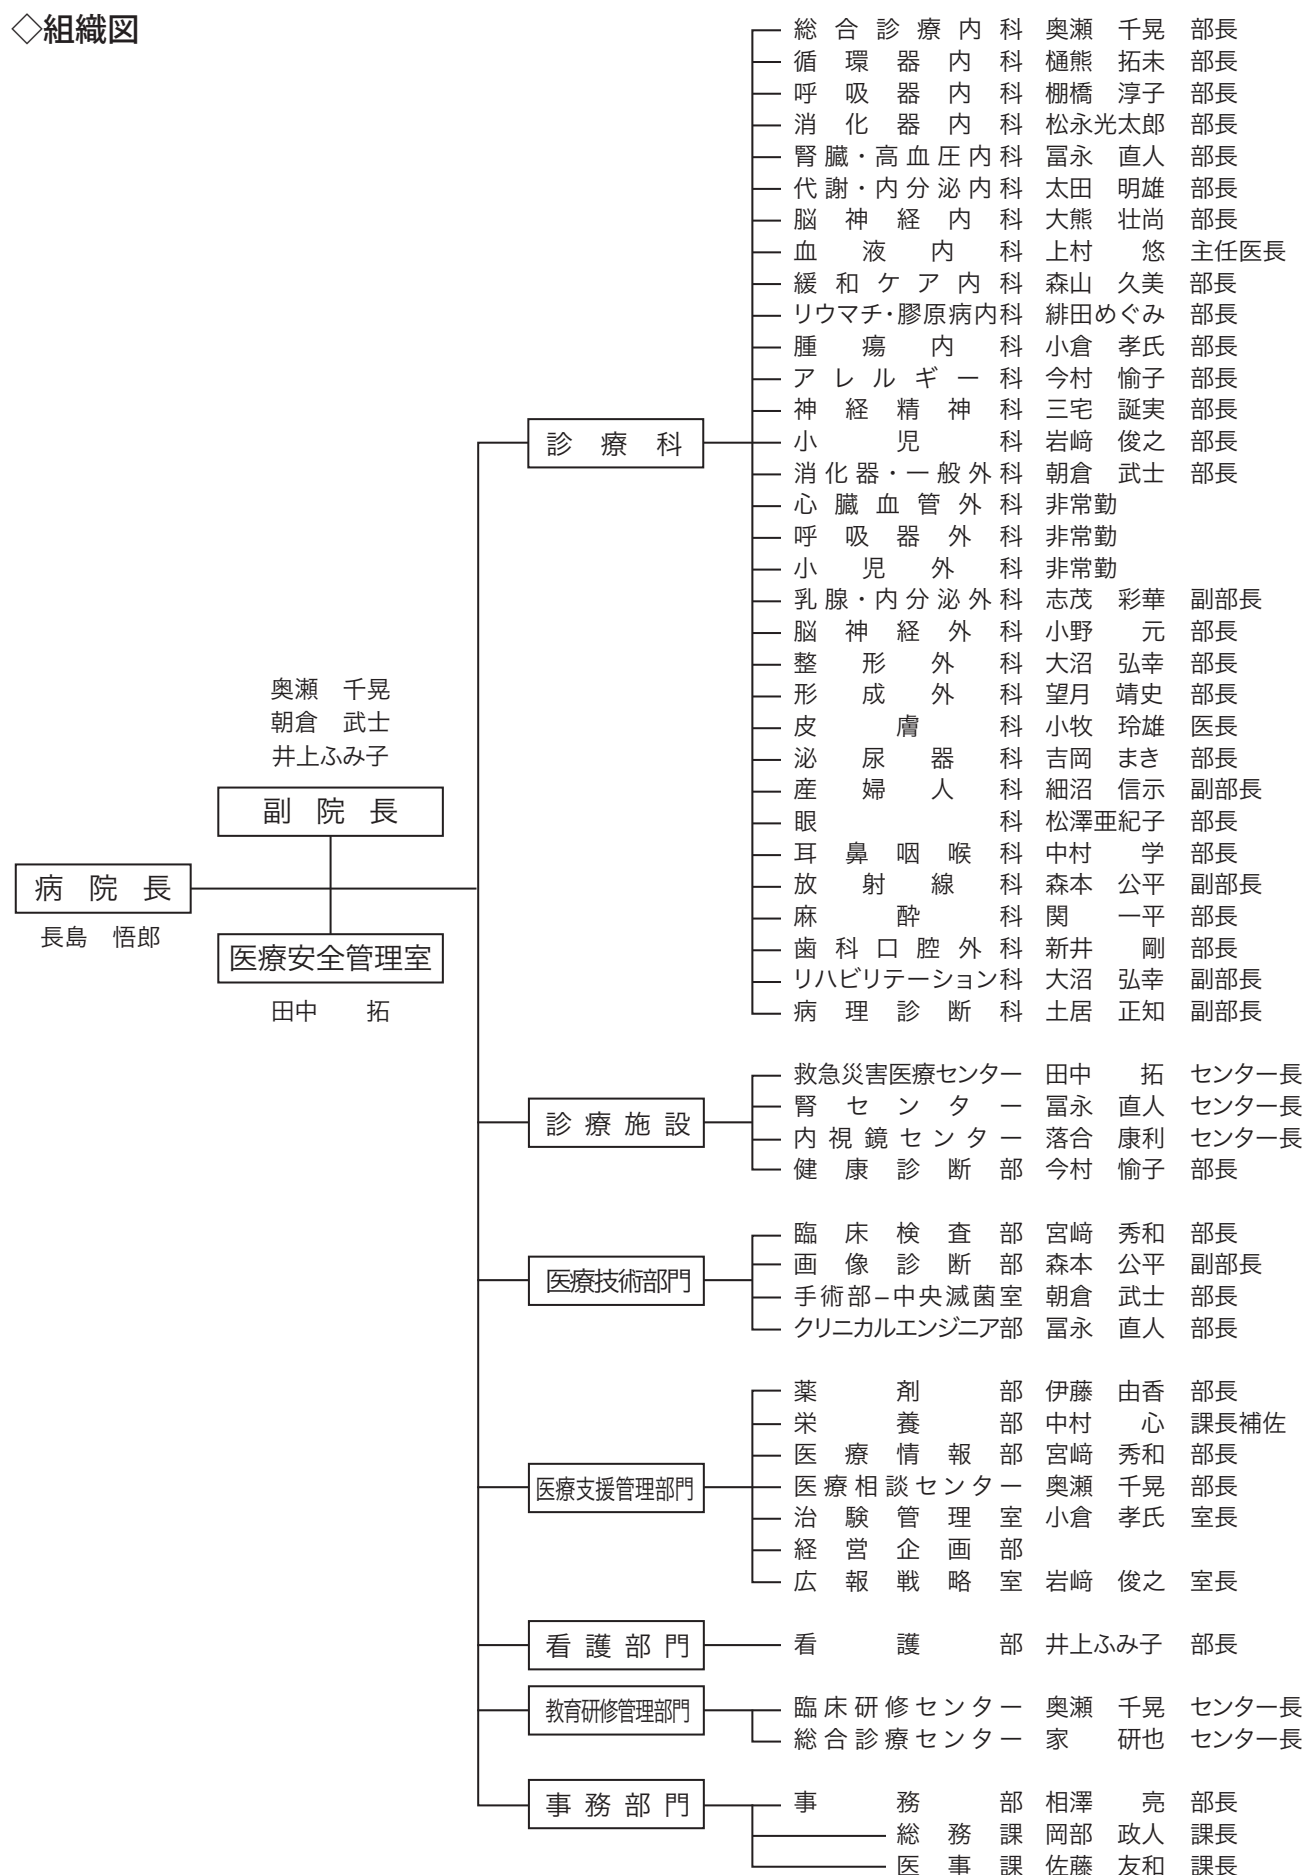 ◇組織図
病院長
長島 悟郎
奥瀬 千晃
朝倉 武士
井上ふみ子
副院長
医療安全管理室
田中 拓
診療科
総合診療内科 奥瀬 千晃 部長
循環器内科 樋熊 拓未 部長
呼吸器内科 棚橋 淳子 部長
消化器内科 松永光太郎 部長
腎臓・高血圧内科 冨永 直人 部長
代謝・内分泌内科 太田 明雄 部長
脳神経内科 大熊 壮尚 部長
血液内科 上村 悠 主任医長
緩和ケア内科 森山 久美 部長
リウマチ・膠原病内科 緋田めぐみ 部長
腫瘍内科 小倉 孝氏 部長
アレルギー科 今村 愉子 部長
神経精神科 三宅 誕実 部長
小児科 岩﨑 俊之 部長
消化器・一般外科 朝倉 武士 部長
心臓血管外科 非常勤
呼吸器外科 非常勤
小児外科 非常勤
乳腺・内分泌外科 志茂 彩華 副部長
脳神経外科 小野 元 部長
整形外科 大沼 弘幸 部長
形成外科 望月 靖史 部長
皮膚科 小牧 玲雄 医長
泌尿器科 吉岡 まき 部長
産婦人科 細沼 信示 副部長
眼科 松澤亜紀子 部長
耳鼻咽喉科 中村 学 部長
放射線科 森本 公平 副部長
麻酔科 関 一平 部長
歯科口腔外科 新井 剛 部長
リハビリテーション科 大沼 弘幸 副部長
病理診断科 土居 正知 副部長
診療施設
救急災害医療センター 田中 拓 センター長
腎センター 冨永 直人 センター長
内視鏡センター 落合 康利 センター長
健康診断部 今村 愉子 部長
医療技術部門
臨床検査部 宮﨑 秀和 部長
画像診断部 森本 公平 副部長
手術部–中央滅菌室 朝倉 武士 部長
クリニカルエンジニア部 冨永 直人 部長
医療支援管理部門
薬剤部 伊藤 由香 部長
栄養部 中村 心 課長補佐
医療情報部 宮﨑 秀和 部長
医療相談センター 奥瀬 千晃 部長
治験管理室 小倉 孝氏 室長
経営企画部
広報戦略室 岩﨑 俊之 室長
看護部門
看護部 井上ふみ子 部長
教育研修管理部門
臨床研修センター 奥瀬 千晃 センター長
総合診療センター 家 研也 センター長
事務部門
事務部 相澤 亮 部長
総務課 岡部 政人 課長
医事課 佐藤 友和 課長